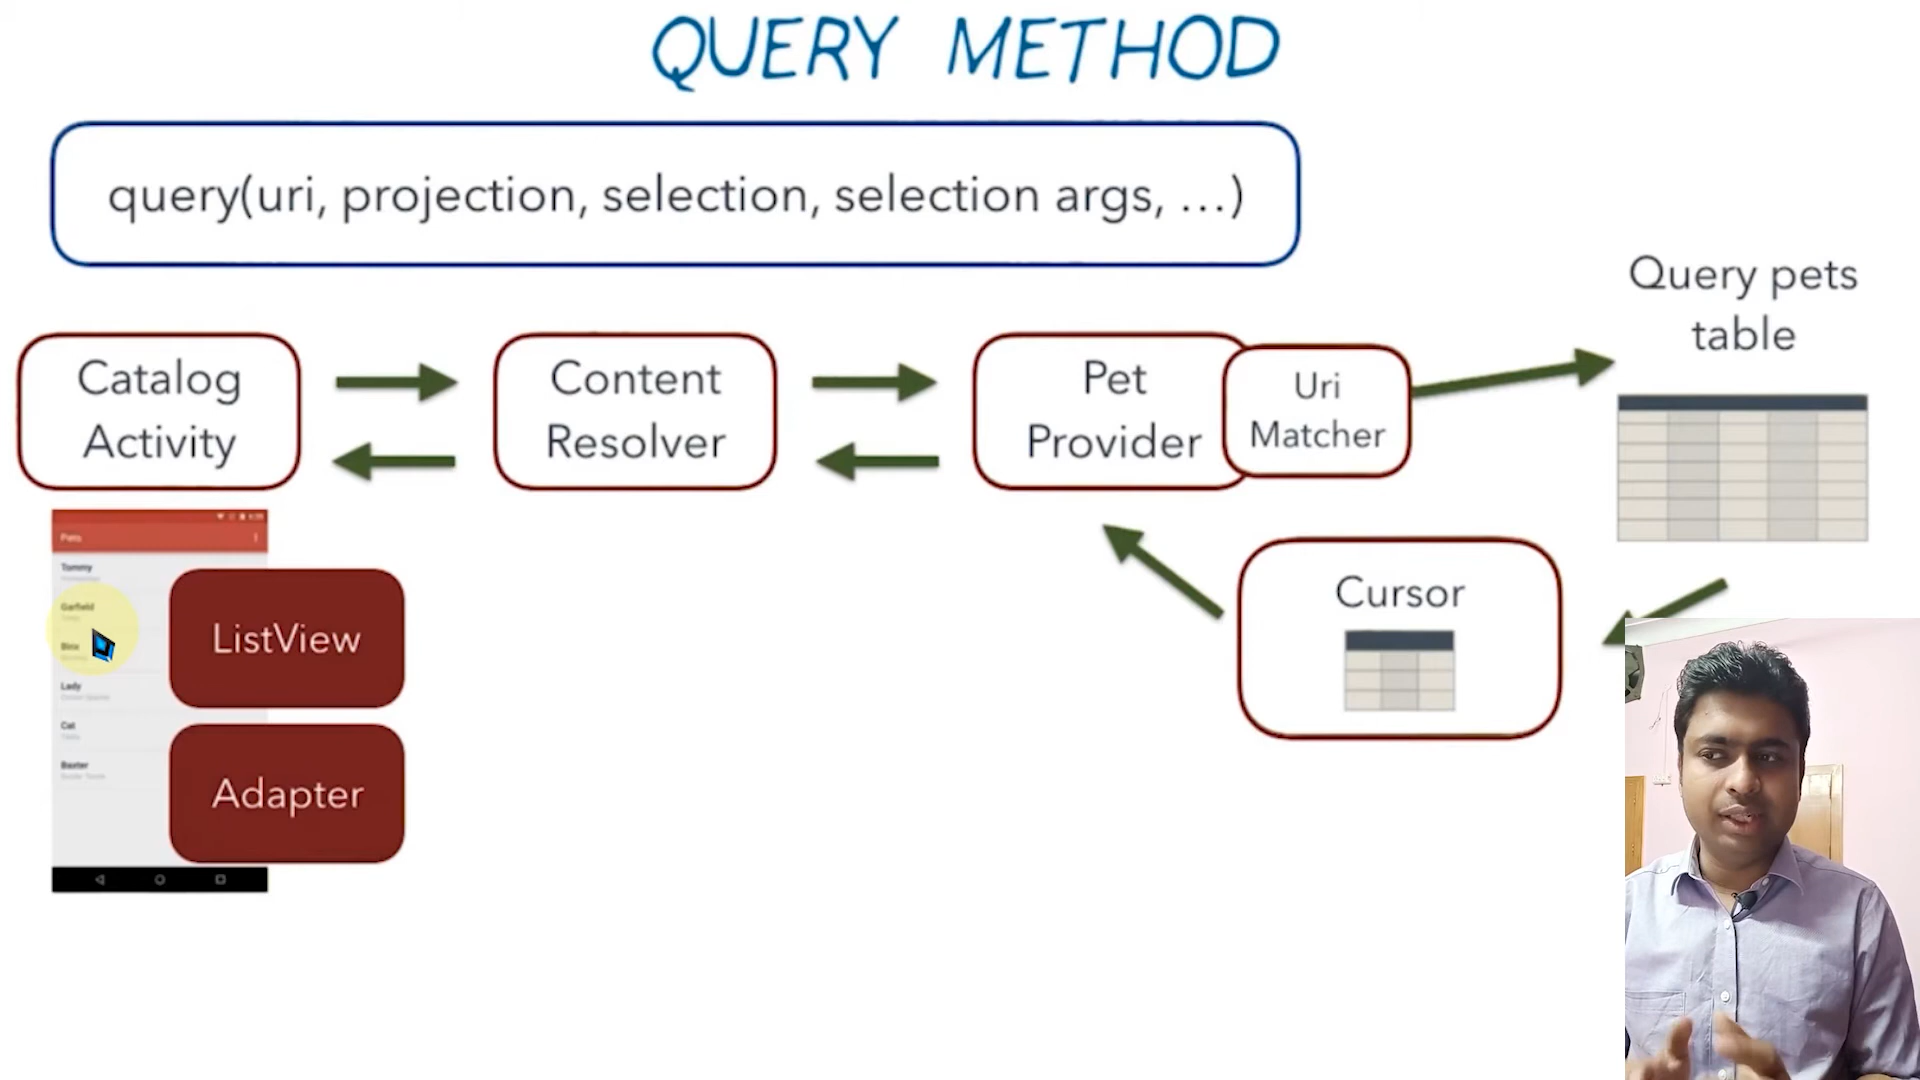 QUERY METHOD
query(uri, projection, selection, selection args, ...)
Query pets
table
Catalog
Activity
Content
Resolver
Pet
Provider
Uri
Matcher
Cursor
Pets
Tommy
Garfield
Lady
Cat
Baxter
ListView
Adapter